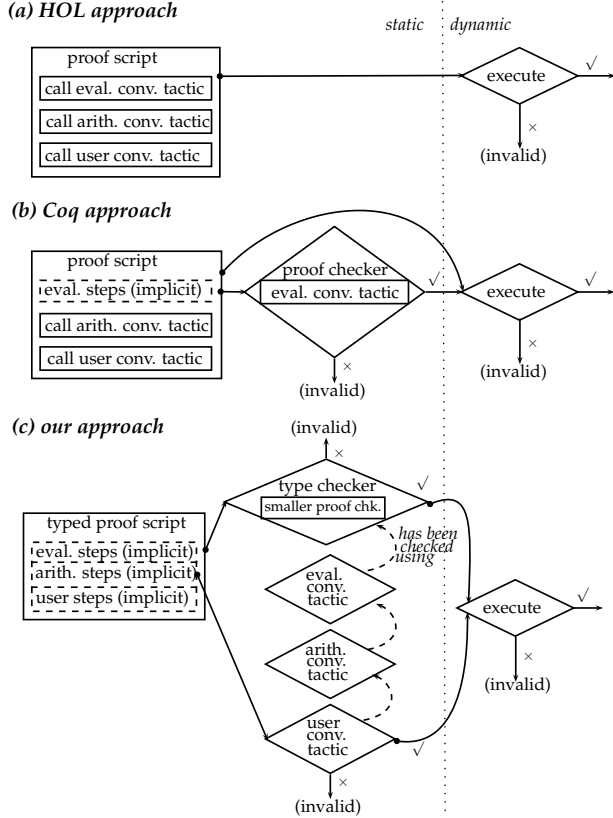 (a) HOL approach
static
dynamic
proof script
call eval. conv. tactic
call arith. conv. tactic
call user conv. tactic
execute
√
×
(invalid)
(b) Coq approach
proof script
eval. steps (implicit)
call arith. conv. tactic
call user conv. tactic
proof checker
eval. conv. tactic
√
×
(invalid)
execute
√
×
(invalid)
(c) our approach
(invalid)
×
type checker
smaller proof chk.
√
typed proof script
eval. steps (implicit)
arith. steps (implicit)
user steps (implicit)
has been
checked
using
eval.
conv.
tactic
arith.
conv.
tactic
user
conv.
tactic
√
×
(invalid)
execute
√
×
(invalid)